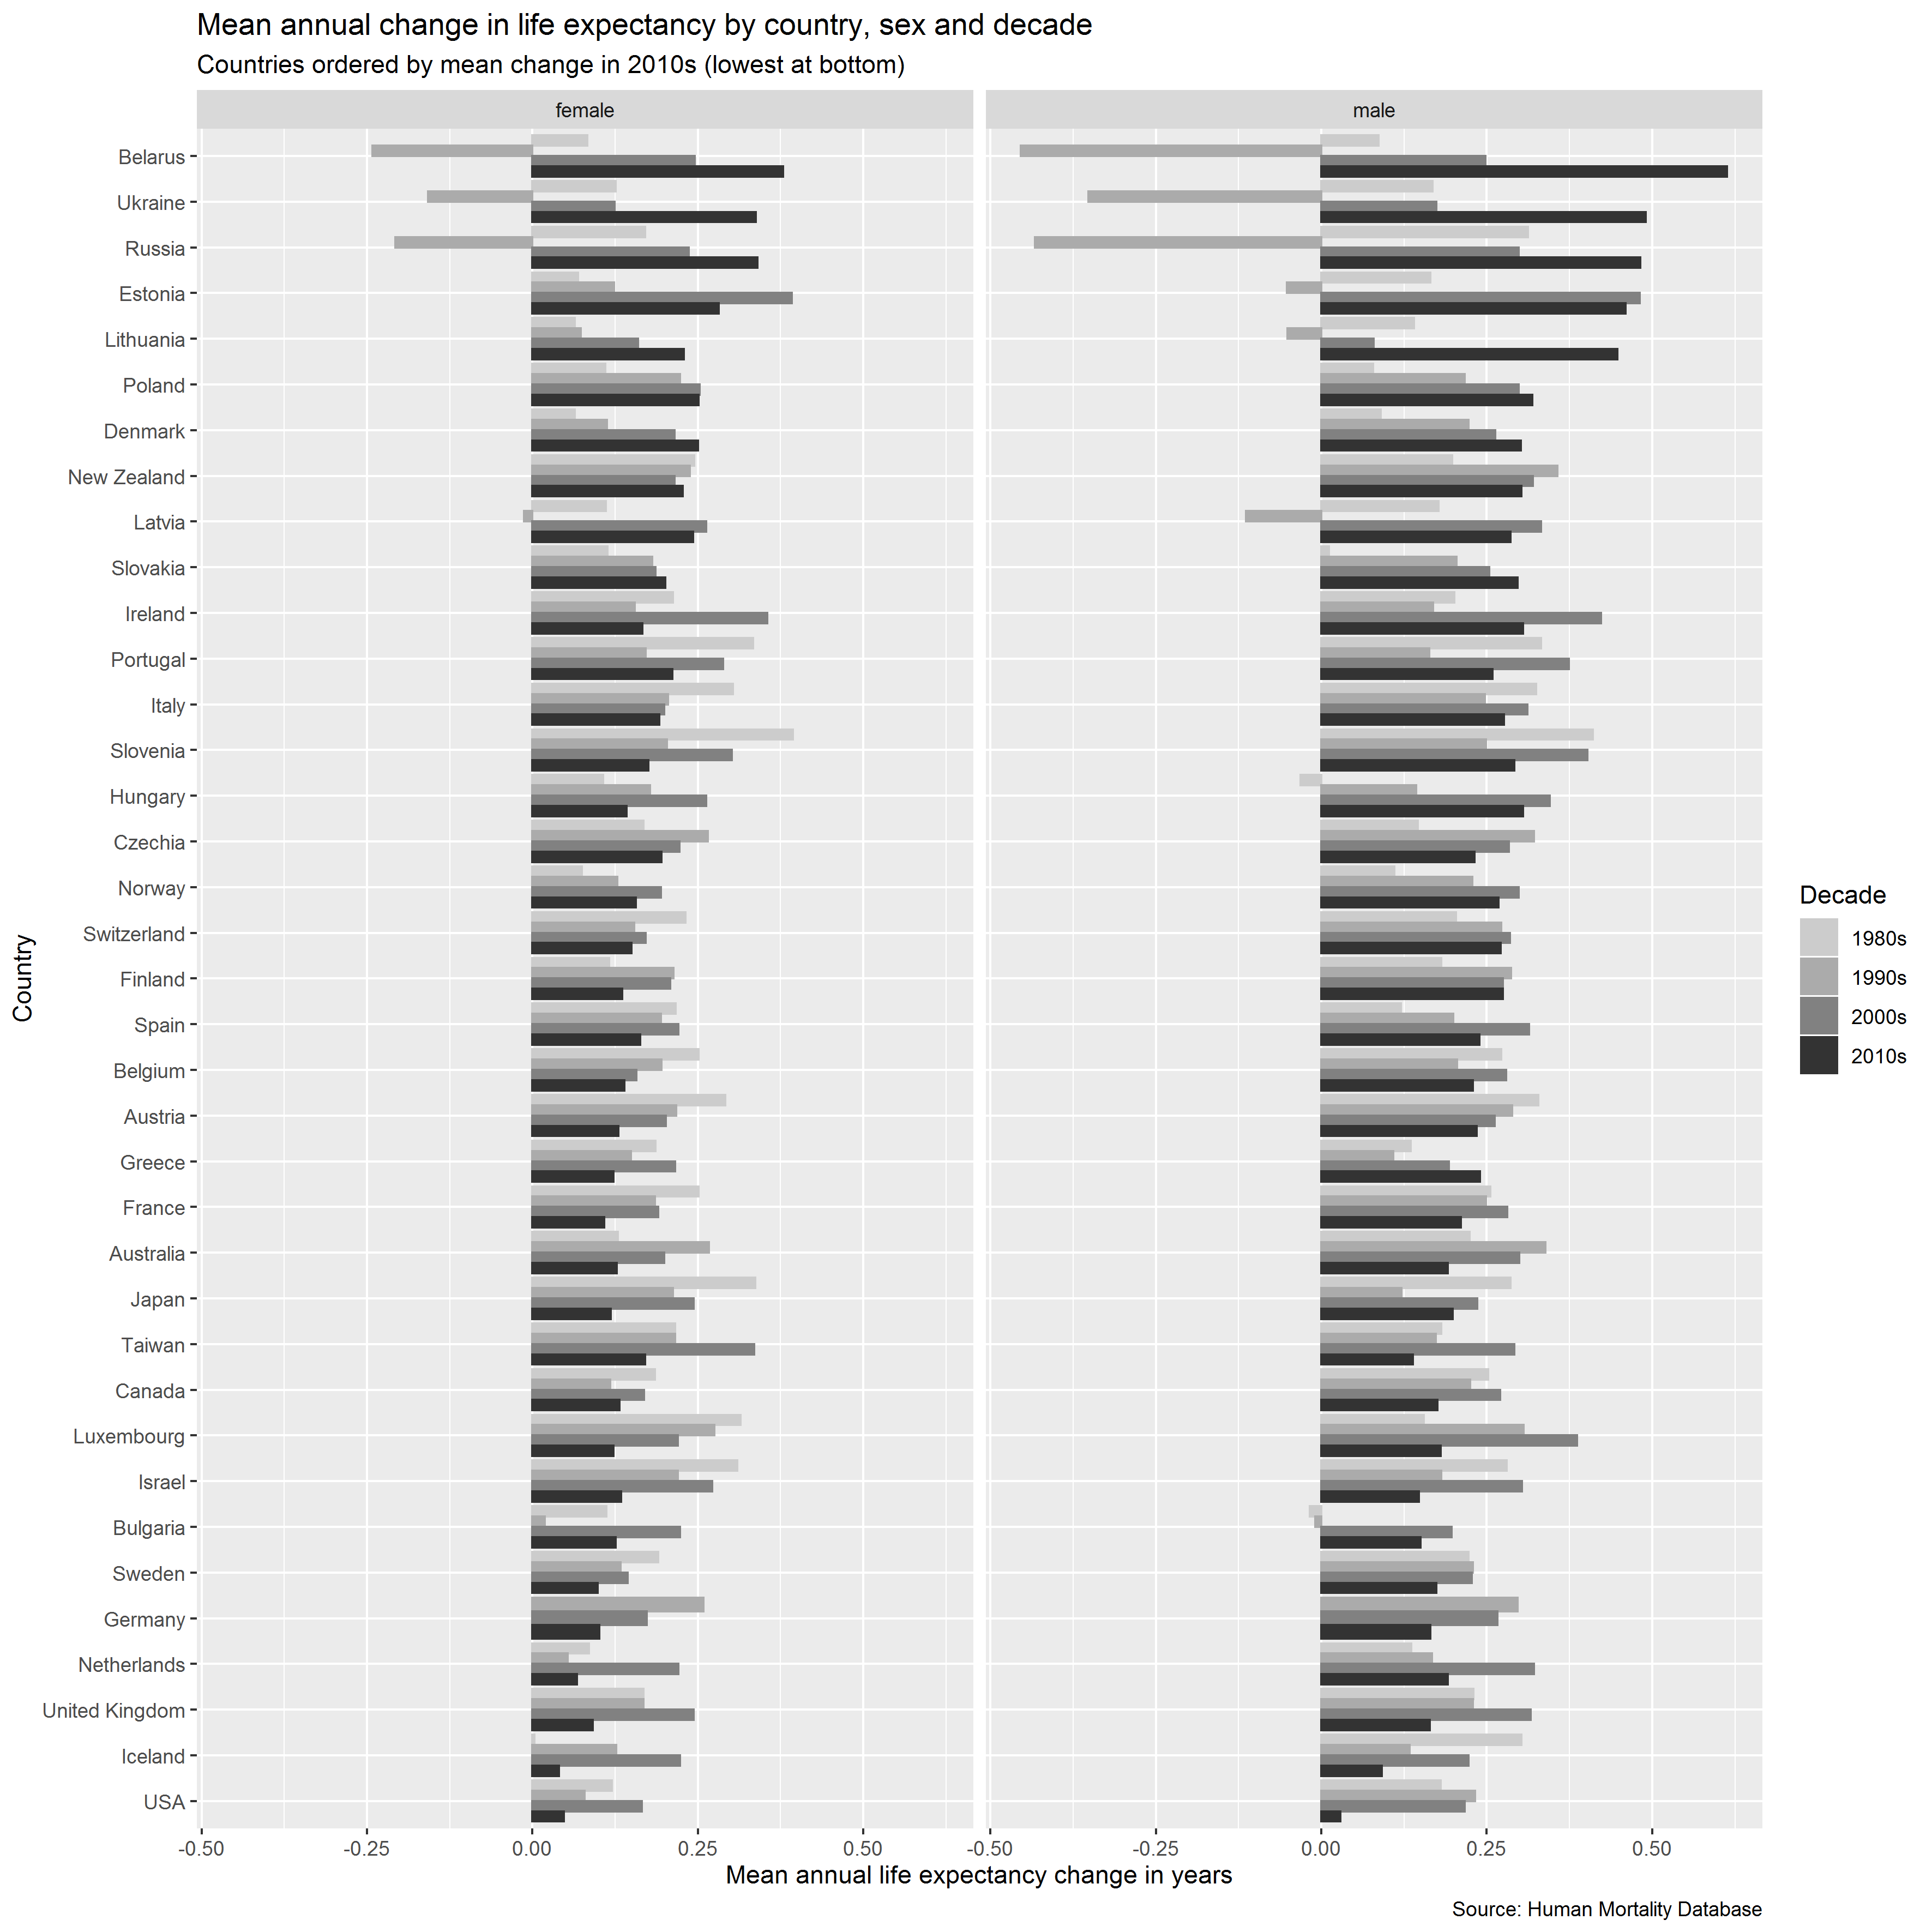 Mean annual change in life expectancy by country, sex and decade
Countries ordered by mean change in 2010s (lowest at bottom)
female
male
Country
Belarus
Ukraine
Russia
Estonia
Lithuania
Poland
Denmark
New Zealand
Latvia
Slovakia
Ireland
Portugal
Italy
Slovenia
Hungary
Czechia
Norway
Switzerland
Finland
Spain
Belgium
Austria
Greece
France
Australia
Japan
Taiwan
Canada
Luxembourg
Israel
Bulgaria
Sweden
Germany
Netherlands
United Kingdom
Iceland
USA
-0.50 -0.25 0.00 0.25 0.50
-0.50 -0.25 0.00 0.25 0.50
Mean annual life expectancy change in years
Decade
1980s
1990s
2000s
2010s
Source: Human Mortality Database